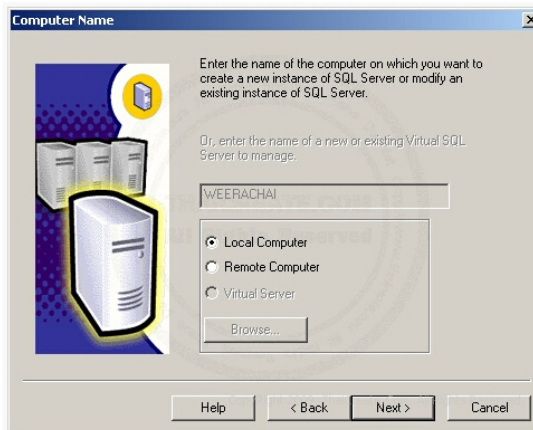 Computer Name
Enter the name of the computer on which you want to
create a new instance of SQL Server or modify an
existing instance of SQL Server.
Or, enter the name of a new or existing Virtual SQL
Server to manage.
WEERACHAI
Local Computer
Remote Computer
Virtual Server
Browse...
Help
< Back
Next >
Cancel